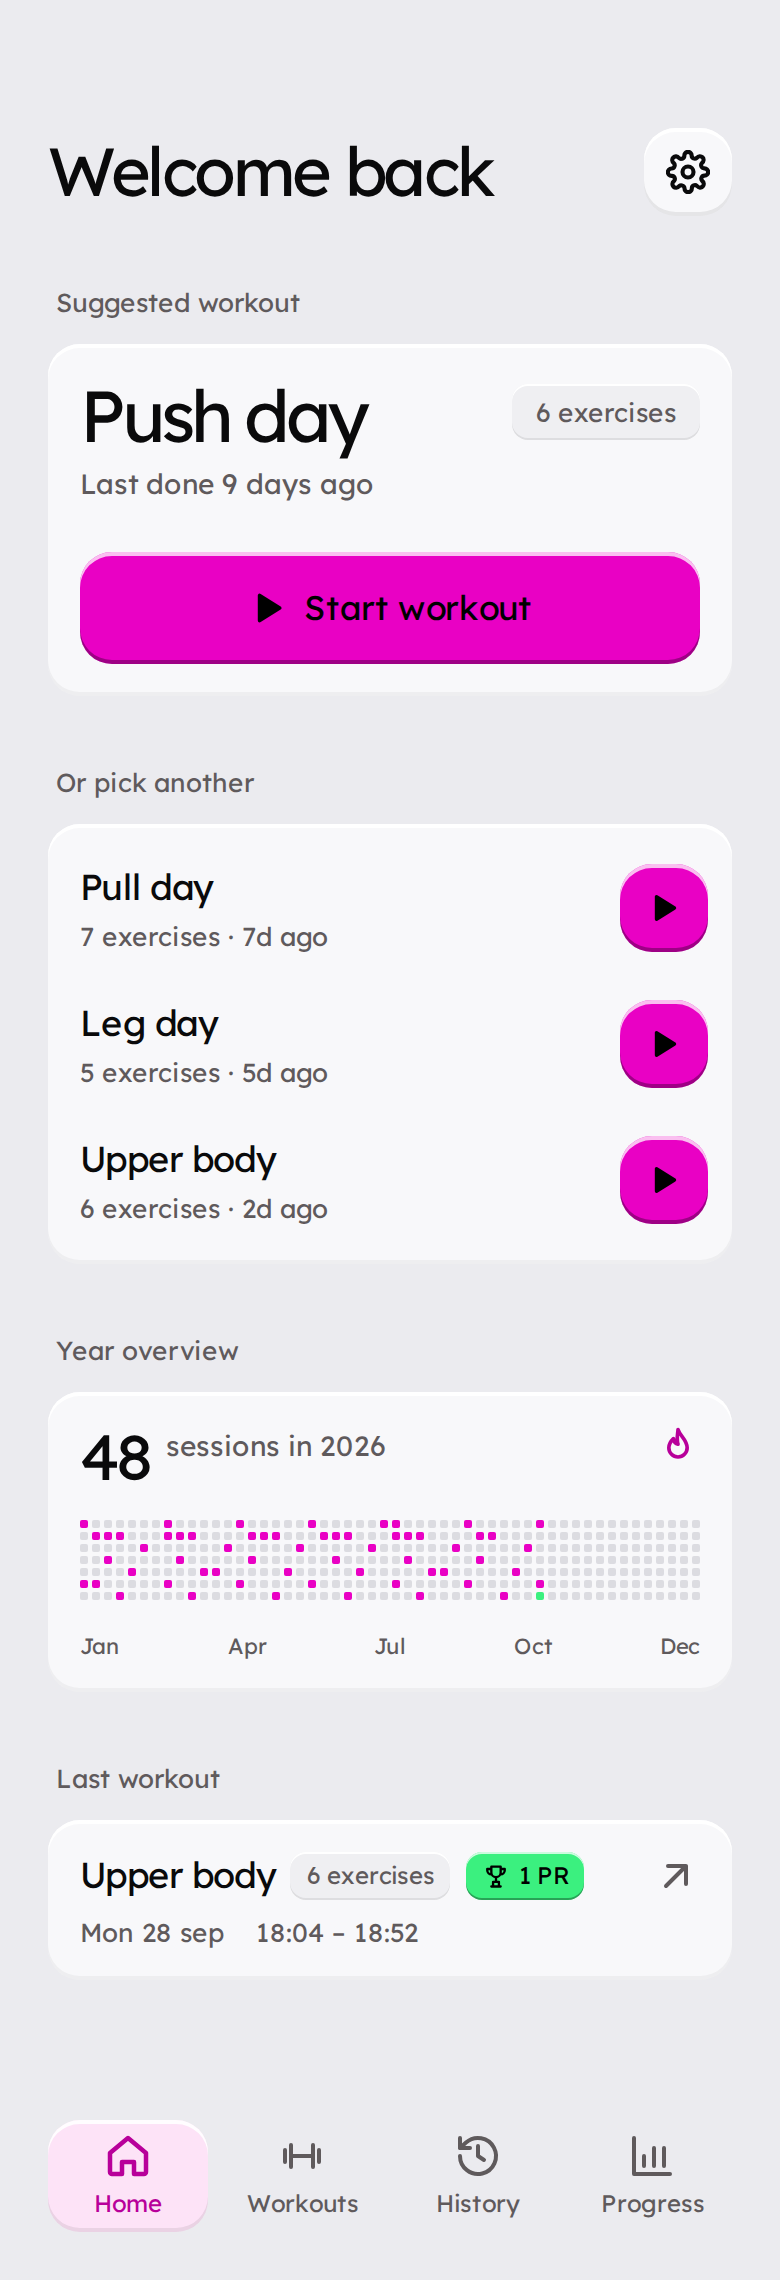 Welcome back
Suggested workout
Push day
6 exercises
Last done 9 days ago
Start workout
Or pick another
Pull day
7 exercises · 7d ago
Leg day
5 exercises · 5d ago
Upper body
6 exercises · 2d ago
Year overview
48 sessions in 2026
Jan Apr Jul Oct Dec
Last workout
Upper body 6 exercises 1 PR
Mon 28 sep 18:04 – 18:52
Home Workouts History Progress